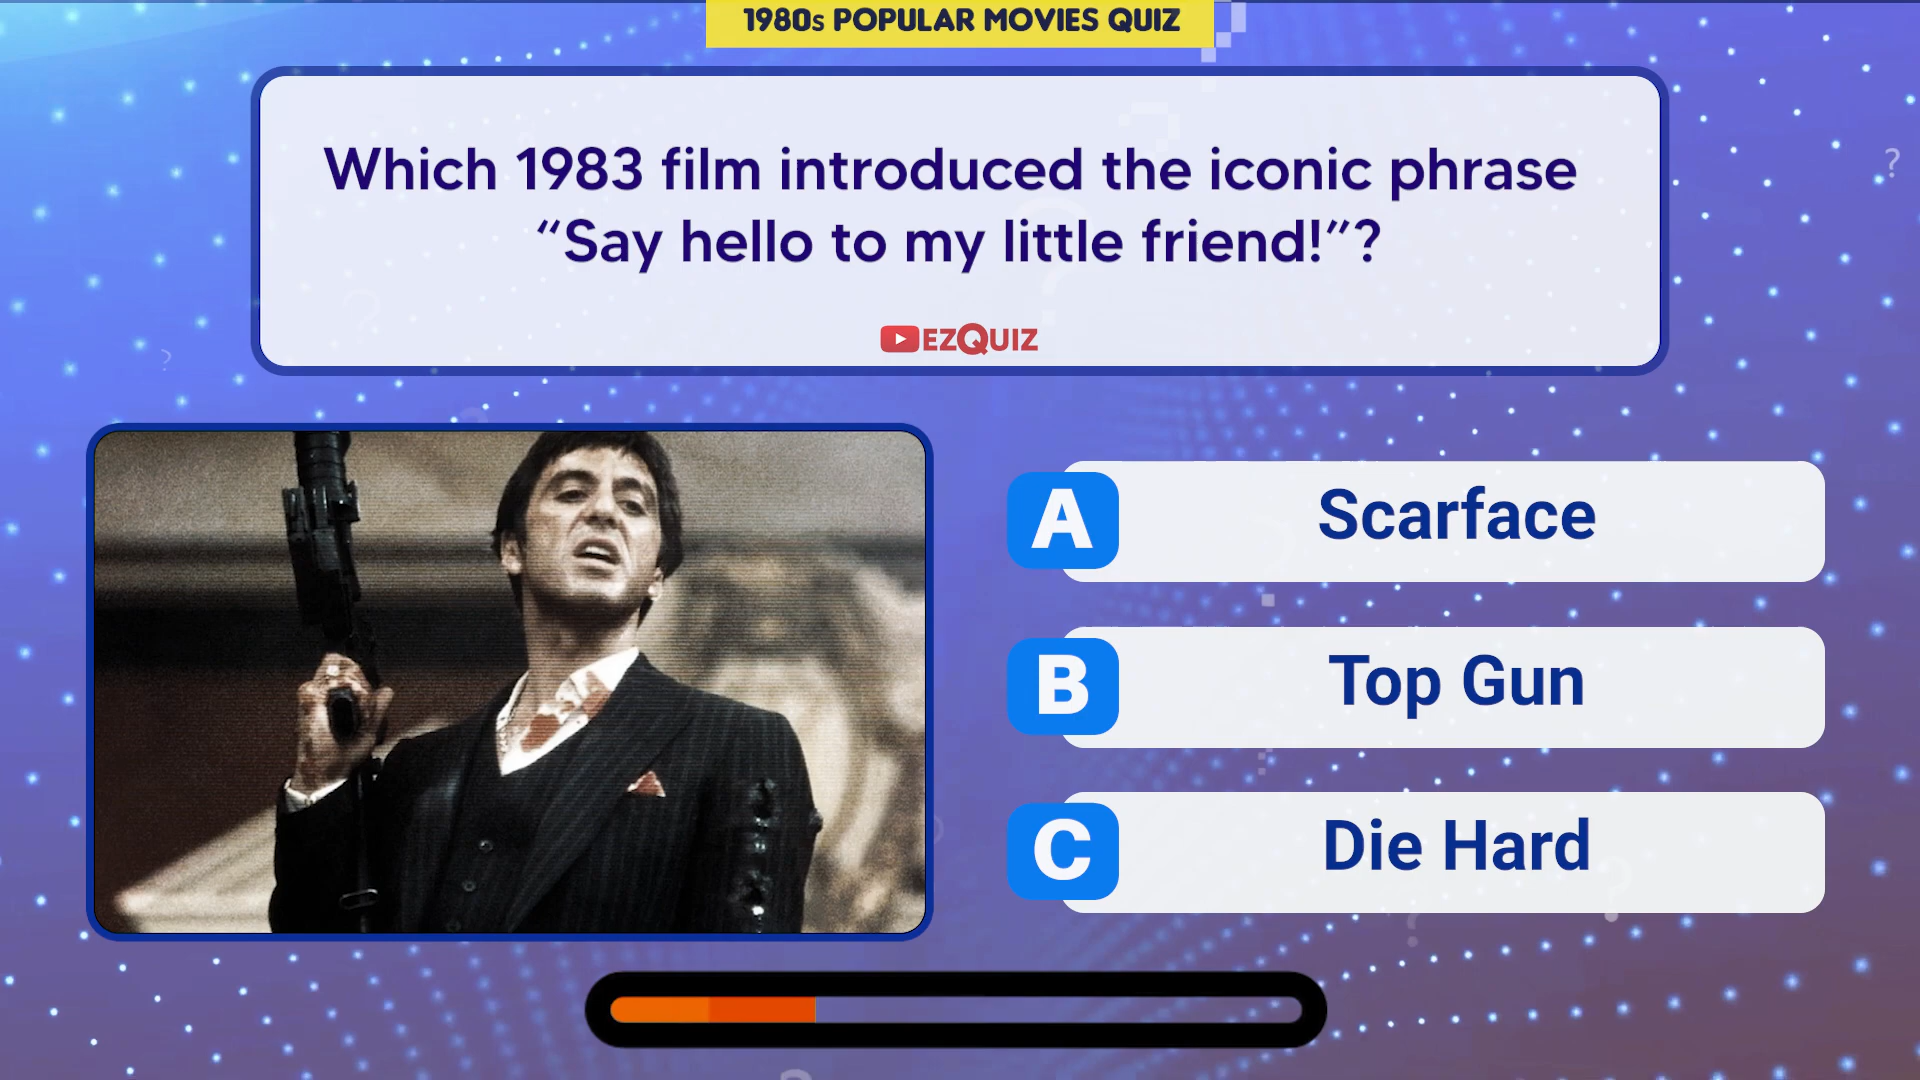 1980s POPULAR MOVIES QUIZ
Which 1983 film introduced the iconic phrase
“Say hello to my little friend!”?
EZQUIZ
A Scarface
B Top Gun
C Die Hard